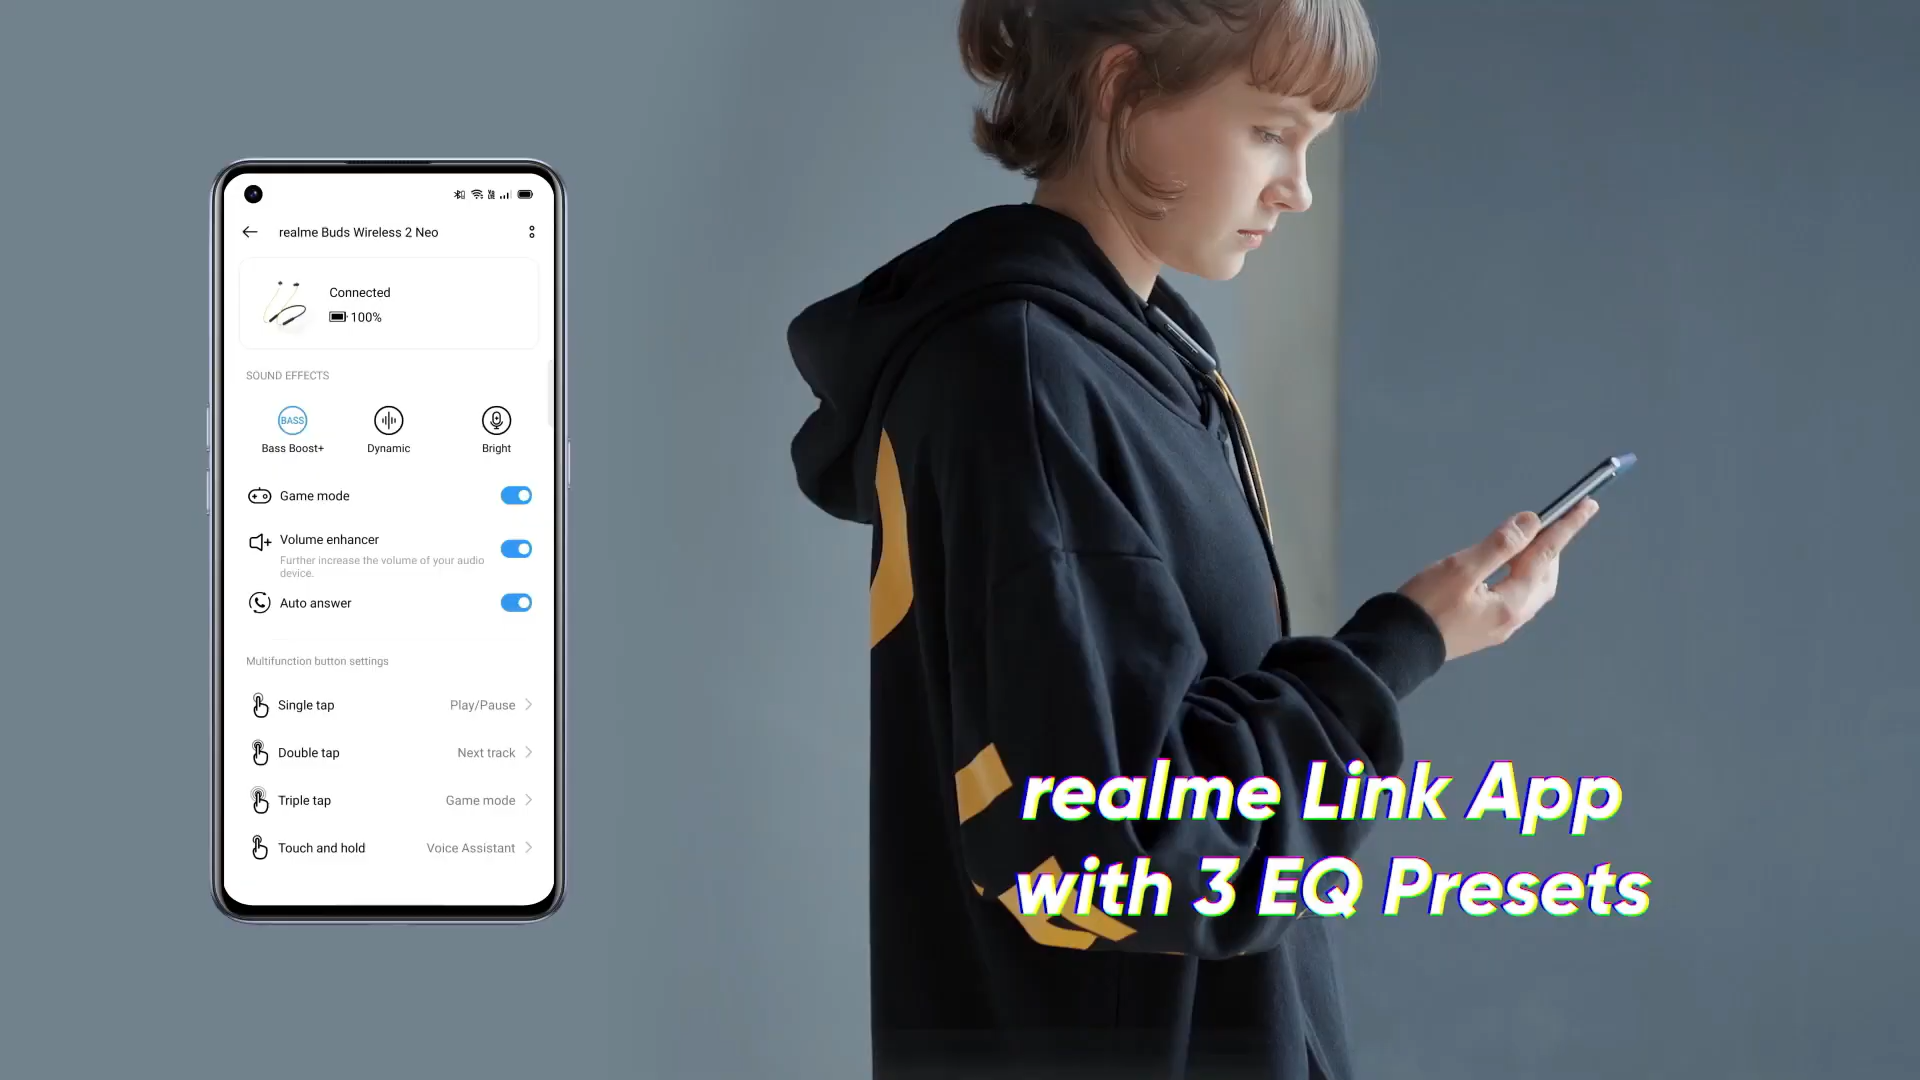 realme Buds Wireless 2 Neo
Connected
100%
SOUND EFFECTS
BASS
Bass Boost+ Dynamic Bright
Game mode
Volume enhancer
Further increase the volume of your audio
device.
Auto answer
Multifunction button settings
Single tap Play/Pause
Double tap Next track
Triple tap Game mode
Touch and hold Voice Assistant
realme Link App
with 3 EQ Presets